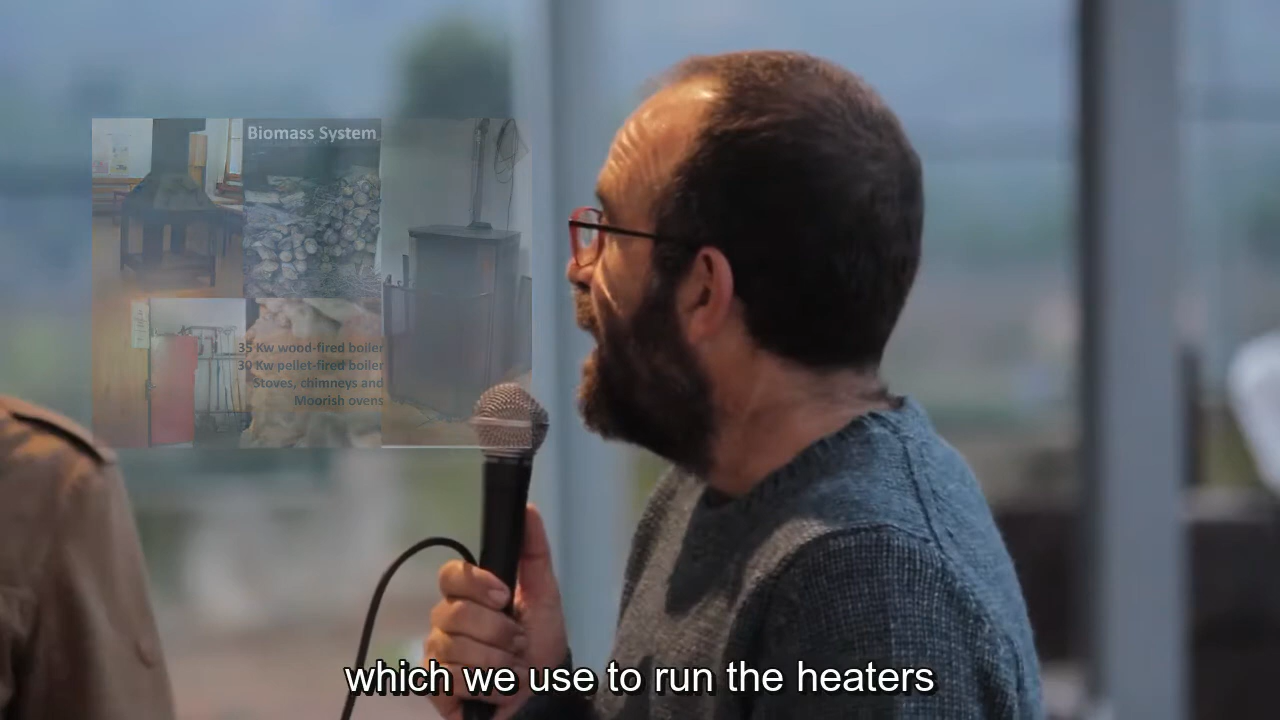 Biomass System
35 Kw wood-fired boiler
30 Kw pellet-fired boiler
Stoves, chimneys and
Moorish ovens
which we use to run the heaters